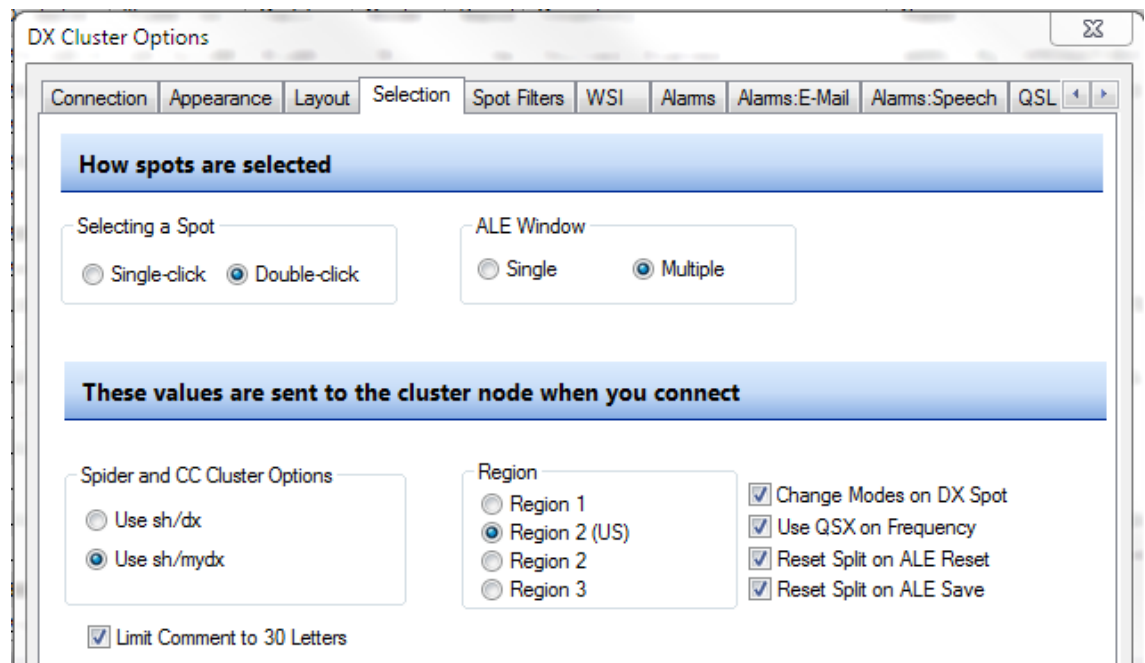 DX Cluster Options
Connection Appearance Layout Selection Spot Filters WSI Alarms Alarms:E-Mail Alarms:Speech QSL
How spots are selected
Selecting a Spot
Single-click Double-click
ALE Window
Single Multiple
These values are sent to the cluster node when you connect
Spider and CC Cluster Options
Use sh/dx
Use sh/mydx
Limit Comment to 30 Letters
Region
Region 1
Region 2 (US)
Region 2
Region 3
Change Modes on DX Spot
Use QSX on Frequency
Reset Split on ALE Reset
Reset Split on ALE Save